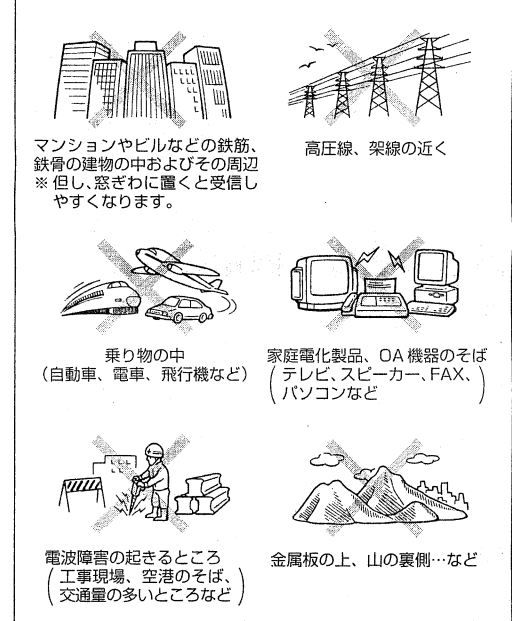 マンションやビルなどの鉄筋、
鉄骨の建物の中およびその周辺
※ 但し、窓ぎわに置くと受信し
やすくなります。
高圧線、架線の近く
乗り物の中
（自動車、電車、飛行機など）
家庭電化製品、OA 機器のそば
（テレビ、スピーカー、FAX、
パソコンなど）
電波障害の起きるところ
（工事現場、空港のそば、
交通量の多いところなど）
金属板の上、山の裏側…など